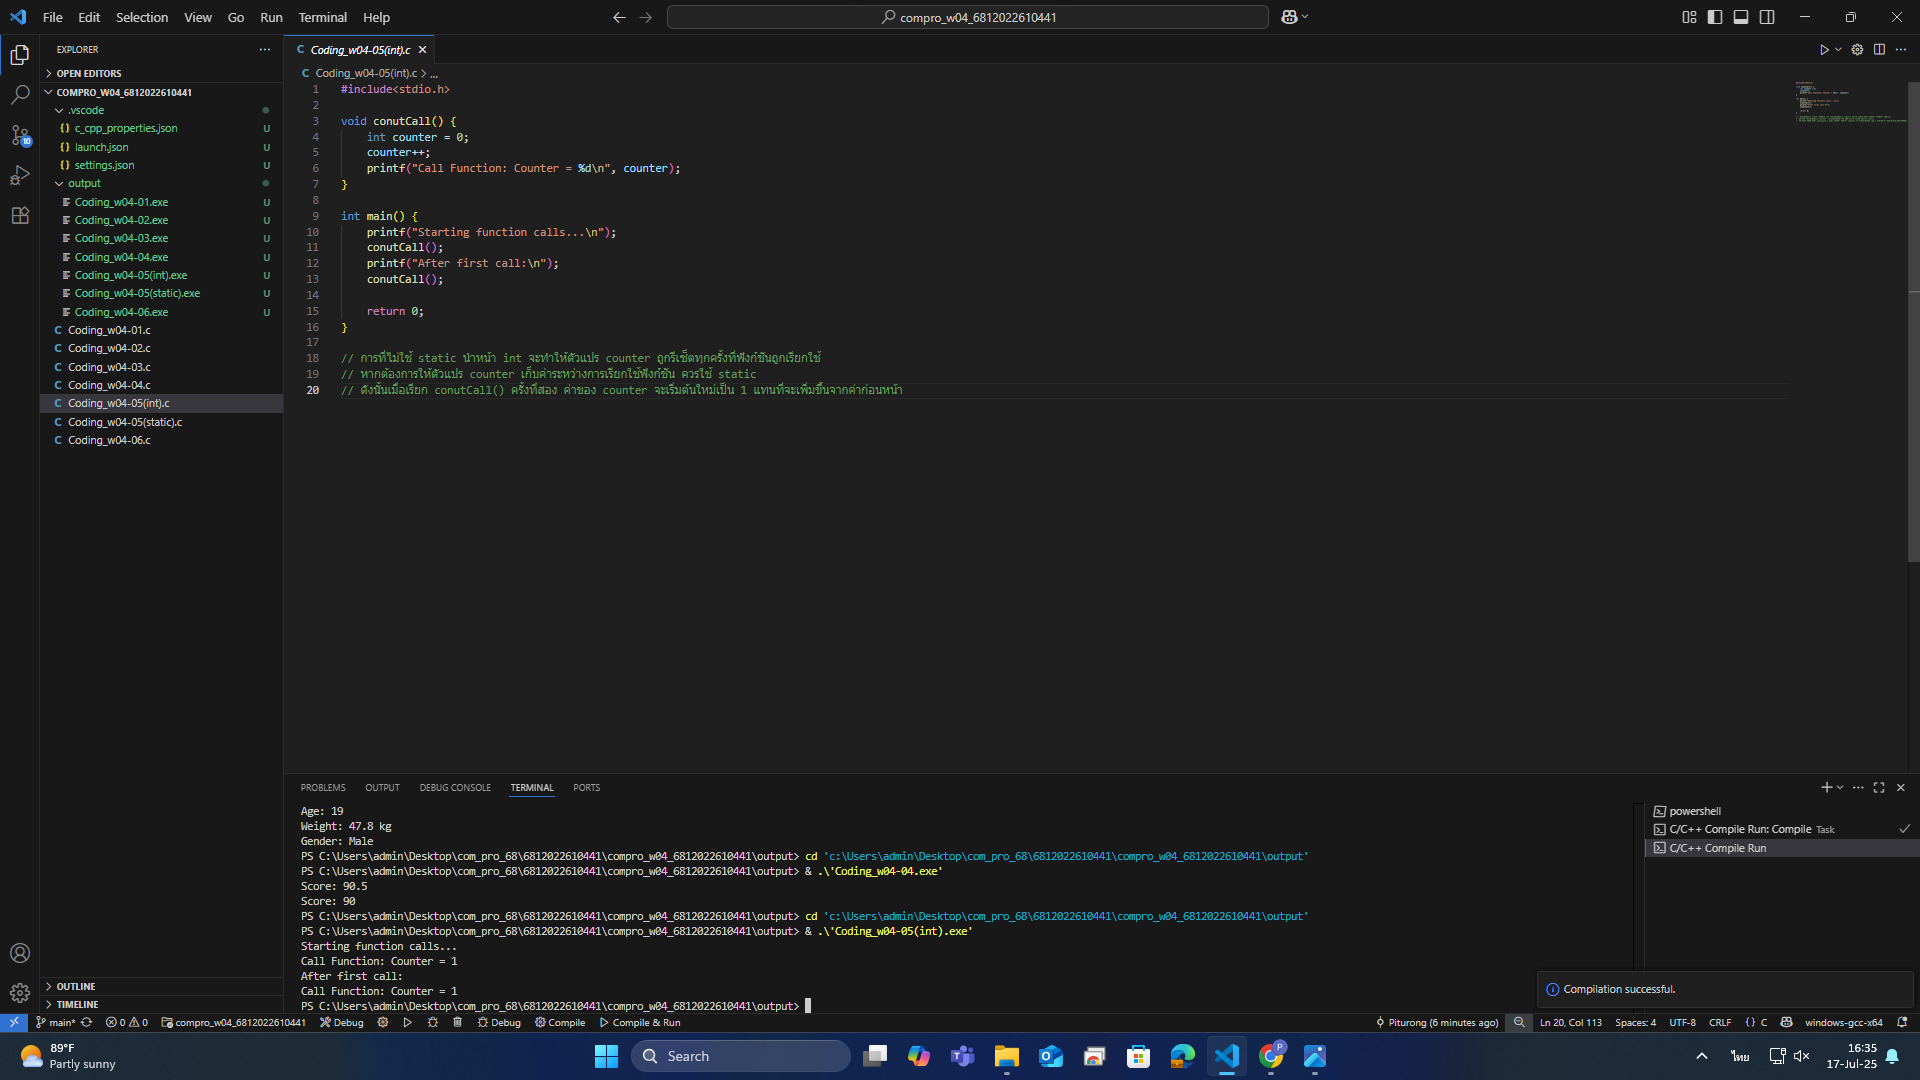 File Edit Selection View Go Run Terminal Help
compro_w04_6812022610441
EXPLORER
OPEN EDITORS
COMPRO_W04_6812022610441
.vscode
c_cpp_properties.json U
launch.json U
settings.json U
output
Coding_w04-01.exe U
Coding_w04-02.exe U
Coding_w04-03.exe U
Coding_w04-04.exe U
Coding_w04-05(int).exe U
Coding_w04-05(static).exe U
Coding_w04-06.exe U
C Coding_w04-01.c
C Coding_w04-02.c
C Coding_w04-03.c
C Coding_w04-04.c
C Coding_w04-05(int).c
C Coding_w04-05(static).c
C Coding_w04-06.c
OUTLINE
TIMELINE
10
C Coding_w04-05(int).c
C Coding_w04-05(int).c > ...
1 #include<stdio.h>
2
3 void conutCall() {
4 int counter = 0;
5 counter++;
6 printf("Call Function: Counter = %d\n", counter);
7 }
8
9 int main() {
10 printf("Starting function calls...\n");
11 conutCall();
12 printf("After first call:\n");
13 conutCall();
14
15 return 0;
16 }
17
18 // การที่ไม่ใช้ static นำหน้า int จะทำให้ตัวแปร counter ถูกรีเซ็ตทุกครั้งที่ฟังก์ชันถูกเรียกใช้
19 // หากต้องการให้ตัวแปร counter เก็บค่าระหว่างการเรียกใช้ฟังก์ชัน ควรใช้ static
20 // ดังนั้นเมื่อเรียก conutCall() ครั้งที่สอง ค่าของ counter จะเริ่มต้นใหม่เป็น 1 แทนที่จะเพิ่มขึ้นจากค่าก่อนหน้า
PROBLEMS OUTPUT DEBUG CONSOLE TERMINAL PORTS
Age: 19
Weight: 47.8 kg
Gender: Male
PS C:\Users\admin\Desktop\com_pro_68\6812022610441\compro_w04_6812022610441\output> cd 'c:\Users\admin\Desktop\com_pro_68\6812022610441\compro_w04_6812022610441\output'
PS C:\Users\admin\Desktop\com_pro_68\6812022610441\compro_w04_6812022610441\output> & .\'Coding_w04-04.exe'
Score: 90.5
Score: 90
PS C:\Users\admin\Desktop\com_pro_68\6812022610441\compro_w04_6812022610441\output> cd 'c:\Users\admin\Desktop\com_pro_68\6812022610441\compro_w04_6812022610441\output'
PS C:\Users\admin\Desktop\com_pro_68\6812022610441\compro_w04_6812022610441\output> & .\'Coding_w04-05(int).exe'
Starting function calls...
Call Function: Counter = 1
After first call:
Call Function: Counter = 1
PS C:\Users\admin\Desktop\com_pro_68\6812022610441\compro_w04_6812022610441\output>
powershell
C/C++ Compile Run: Compile Task
C/C++ Compile Run
Compilation successful.
main* 0 0 compro_w04_6812022610441 Debug Debug Compile Compile & Run
Piturong (6 minutes ago) Ln 20, Col 113 Spaces: 4 UTF-8 CRLF {} C windows-gcc-x64
89°F
Partly sunny
Search
P
ไทย
16:35
17-Jul-25